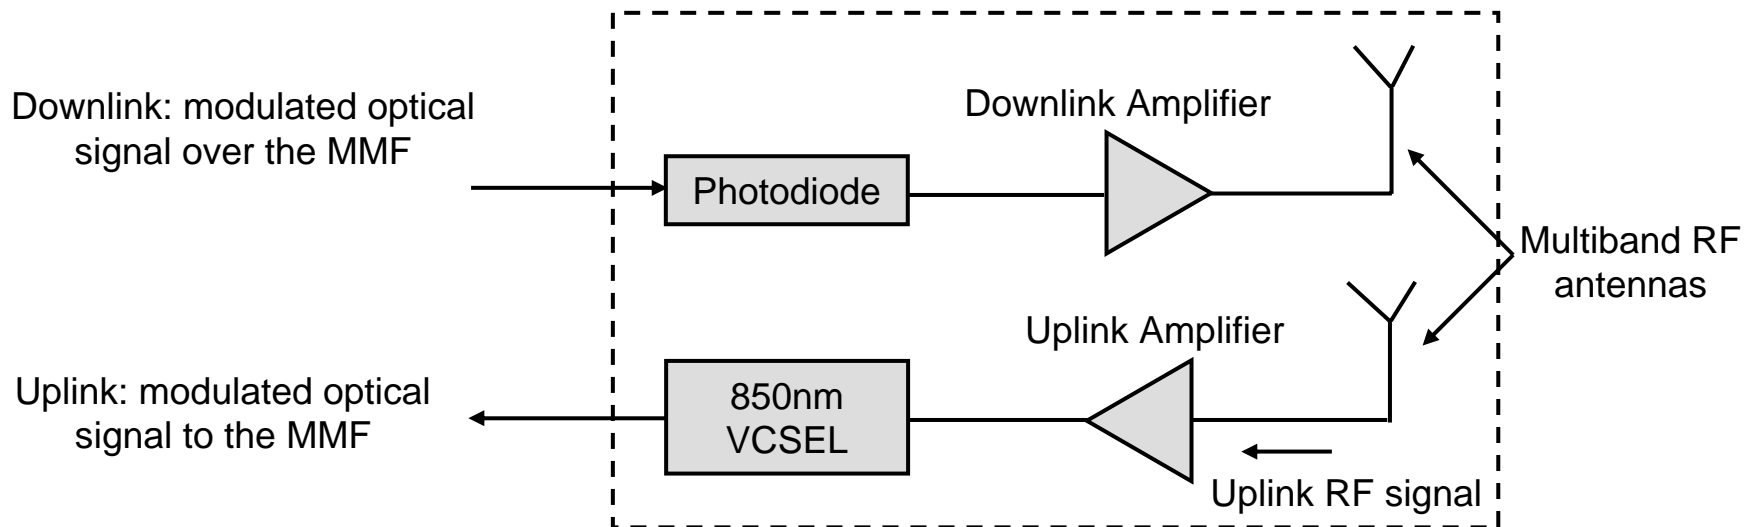 Downlink: modulated optical
signal over the MMF
Downlink Amplifier
Photodiode
Multiband RF
antennas
Uplink Amplifier
Uplink: modulated optical
signal to the MMF
850nm
VCSEL
Uplink RF signal